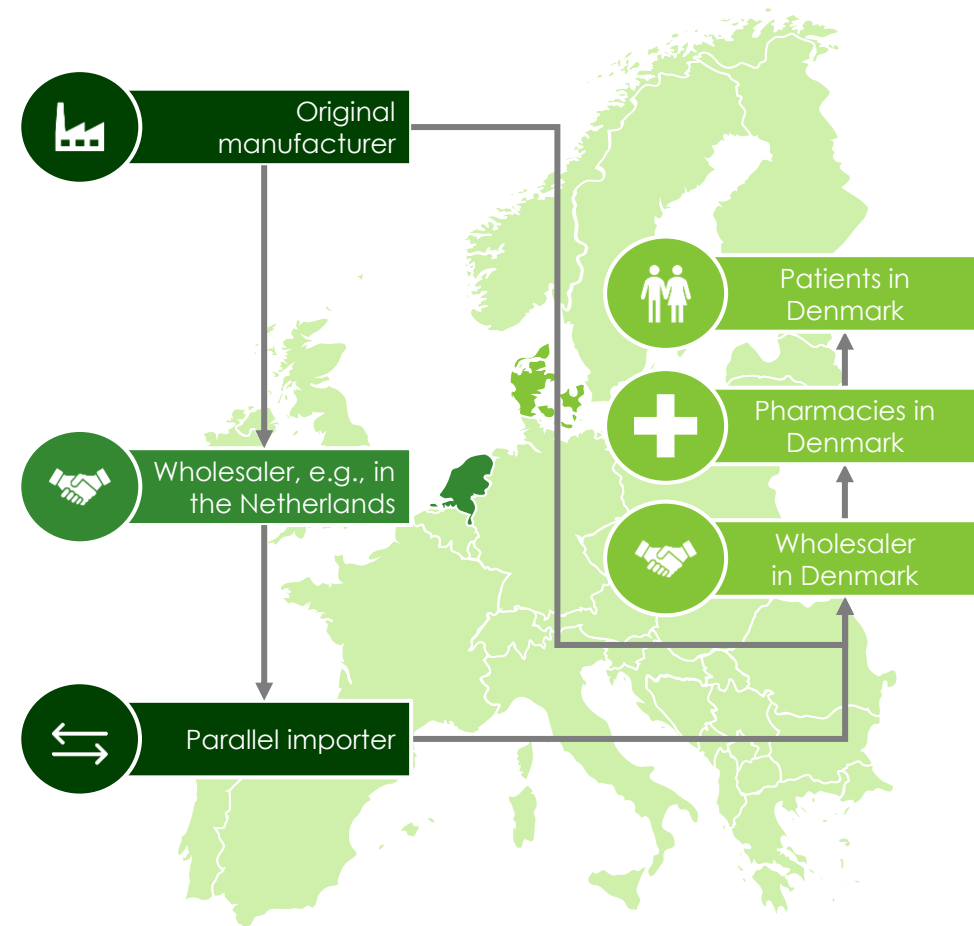 Original
manufacturer
Patients in
Denmark
Pharmacies in
Denmark
Wholesaler, e.g., in
the Netherlands
Wholesaler
in Denmark
Parallel importer